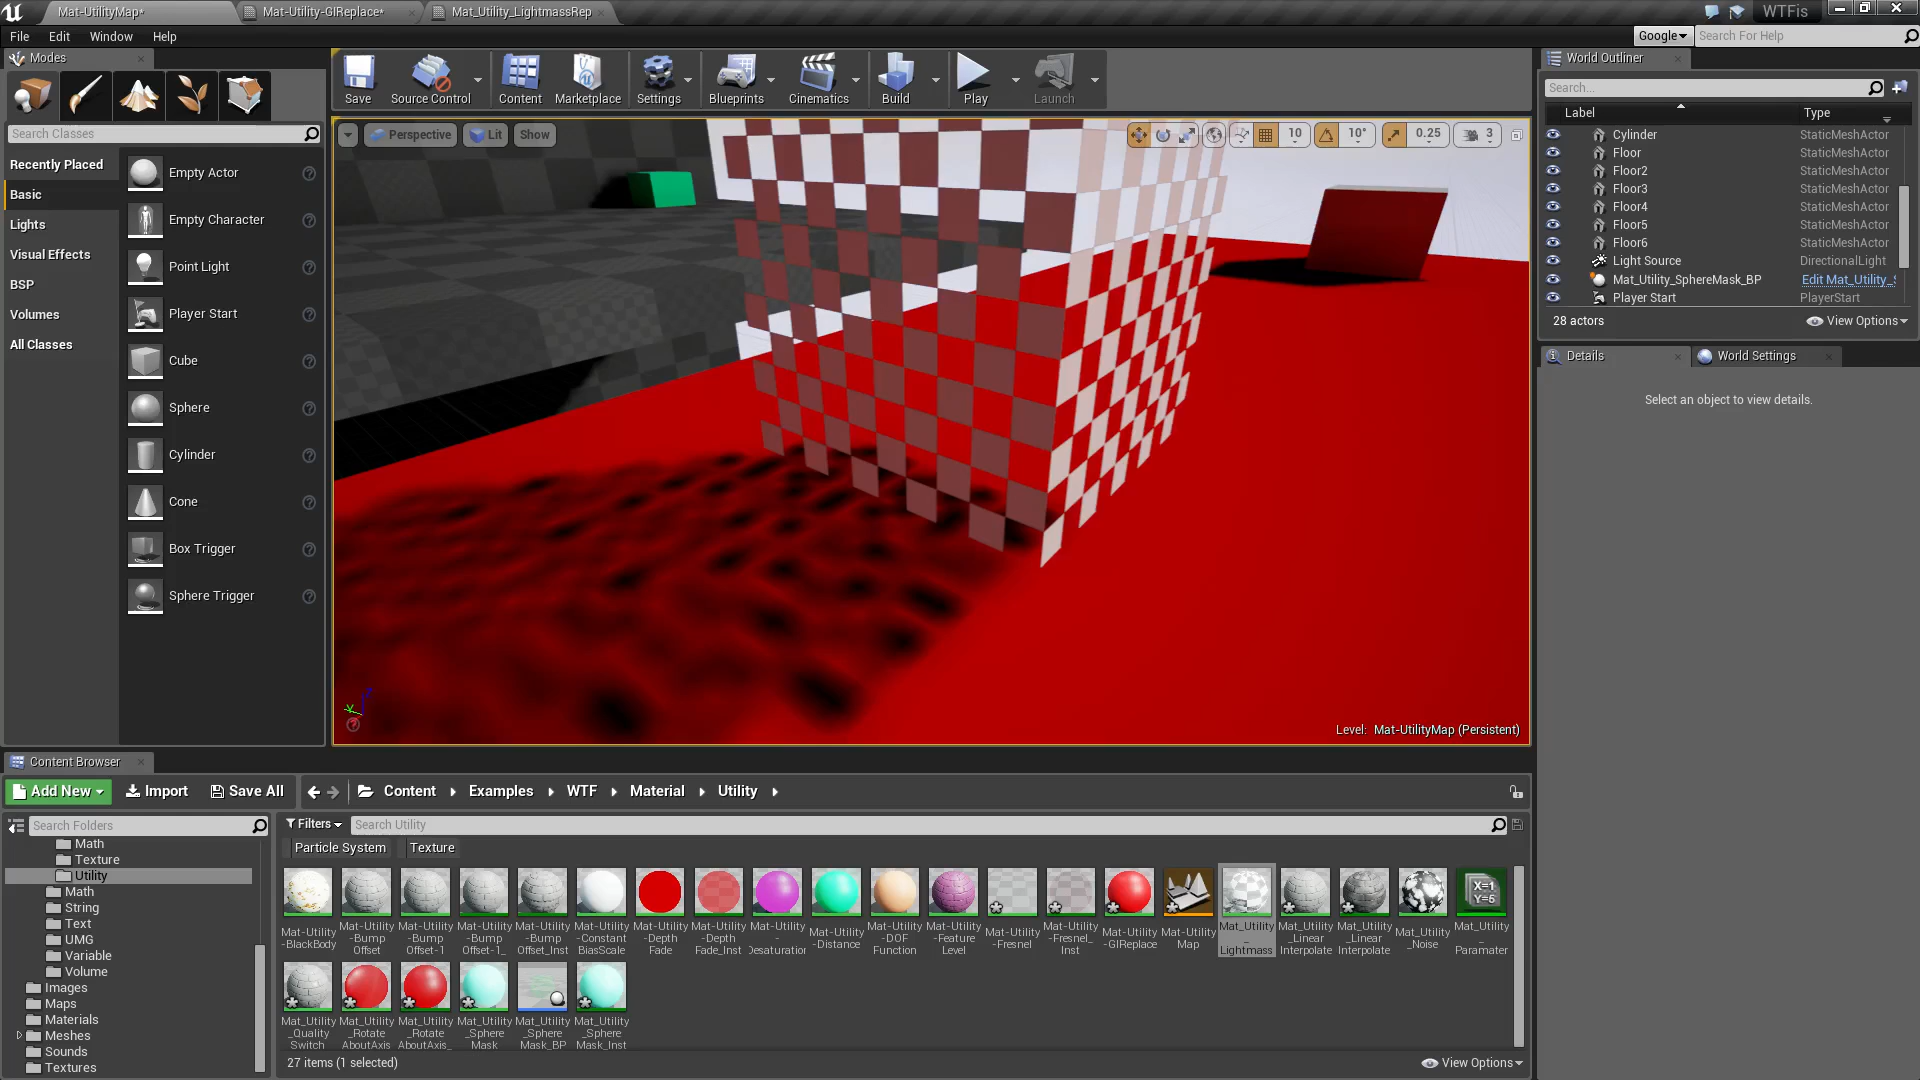 Mat-UtilityMap*
Mat-Utility-GIReplace*
Mat_Utility_LightmassRep
WTFis
File Edit Window Help
Google
Search For Help
Modes
Search Classes
Recently Placed
Basic
Lights
Visual Effects
BSP
Volumes
All Classes
Empty Actor
Empty Character
Point Light
Player Start
Cube
Sphere
Cylinder
Cone
Box Trigger
Sphere Trigger
Save
Source Control
Content
Marketplace
Settings
Blueprints
Cinematics
Build
Play
Launch
Perspective
Lit
Show
10
10°
0.25
3
Level: Mat-UtilityMap (Persistent)
World Outliner
Search...
Label Type
Cylinder StaticMeshActor
Floor StaticMeshActor
Floor2 StaticMeshActor
Floor3 StaticMeshActor
Floor4 StaticMeshActor
Floor5 StaticMeshActor
Floor6 StaticMeshActor
Light Source DirectionalLight
Mat_Utility_SphereMask_BP Edit Mat_Utility_S
Player Start PlayerStart
28 actors
View Options
Details
World Settings
Select an object to view details.
Content Browser
Add New
Import
Save All
Content
Examples
WTF
Material
Utility
Search Folders
Math
Texture
Utility
Math
String
Text
UMG
Variable
Volume
Images
Maps
Materials
Meshes
Sounds
Textures
Filters
Search Utility
Particle System
Texture
Mat-Utility
-BlackBody
Mat-Utility
-Bump
Offset
Mat-Utility
-Bump
Offset-1
Mat-Utility
-Bump
Offset-1_
Mat-Utility
-Bump
Offset_Inst
Mat-Utility
-Constant
BiasScale
Mat-Utility
-Depth
Fade
Mat-Utility
-Depth
Fade_Inst
Mat-Utility
-
Desaturation
Mat-Utility
-Distance
Mat-Utility
-DOF
Function
Mat-Utility
-Feature
Level
Mat-Utility
-Fresnel
Mat-Utility
-Fresnel_
Inst
Mat-Utility
-GIReplace
Mat-Utility
Map
Mat_Utility
_
Lightmass
Mat_Utility
_Linear
Interpolate
Mat_Utility
_Linear
Interpolate
Mat_Utility
_Noise
X=1
Y=5
Mat_Utility
_
Paramater
Mat_Utility
_Quality
Switch
Mat_Utility
_Rotate
AboutAxis
Mat_Utility
_Rotate
AboutAxis_
Mat_Utility
_Sphere
Mask
Mat_Utility
_Sphere
Mask_BP
Mat_Utility
_Sphere
Mask_Inst
27 items (1 selected)
View Options